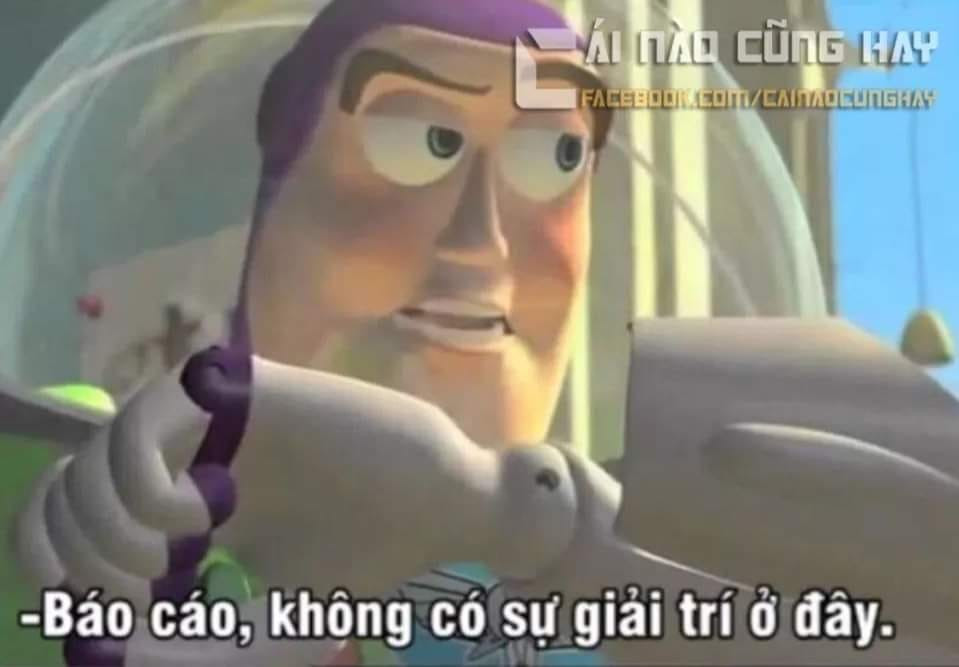 CÁI NÀO CŨNG HAY
FACEBOOK.COM/CAINAOCUNGHAY
-Báo cáo, không có sự giải trí ở đây.